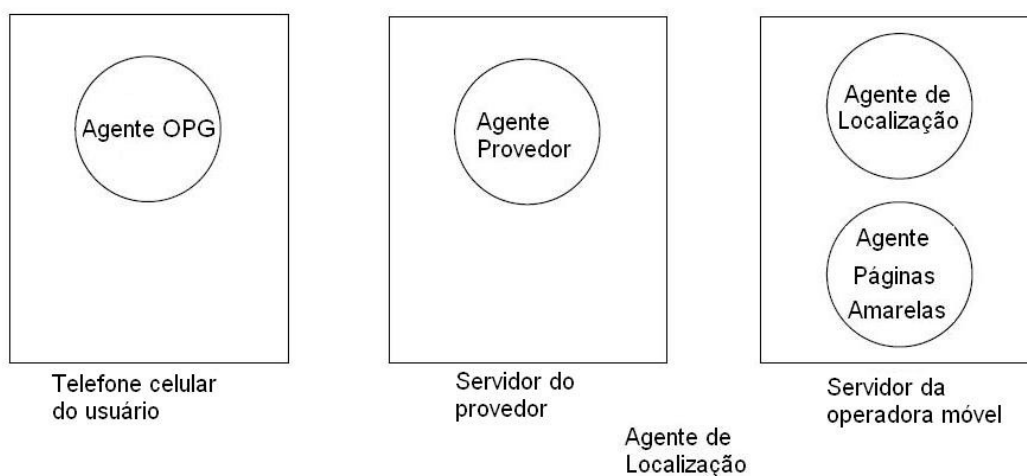 Agente OPG
Telefone celular
do usuário
Agente
Provedor
Servidor do
provedor
Agente de
Localização
Agente
Páginas
Amarelas
Servidor da
operadora móvel
Agente de
Localização